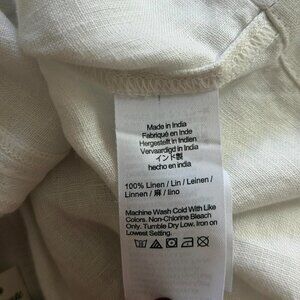 Made in India
Fabriqué en Inde
Hergestellt in Indien
Vervaardigd in India
インド製
hecho en india
100% Linen / Lin / Leinen /
Linnen / 麻 / lino
Machine Wash Cold With Like
Colors. Non-Chlorine Bleach
Only. Tumble Dry Low. Iron on
Lowest Setting.